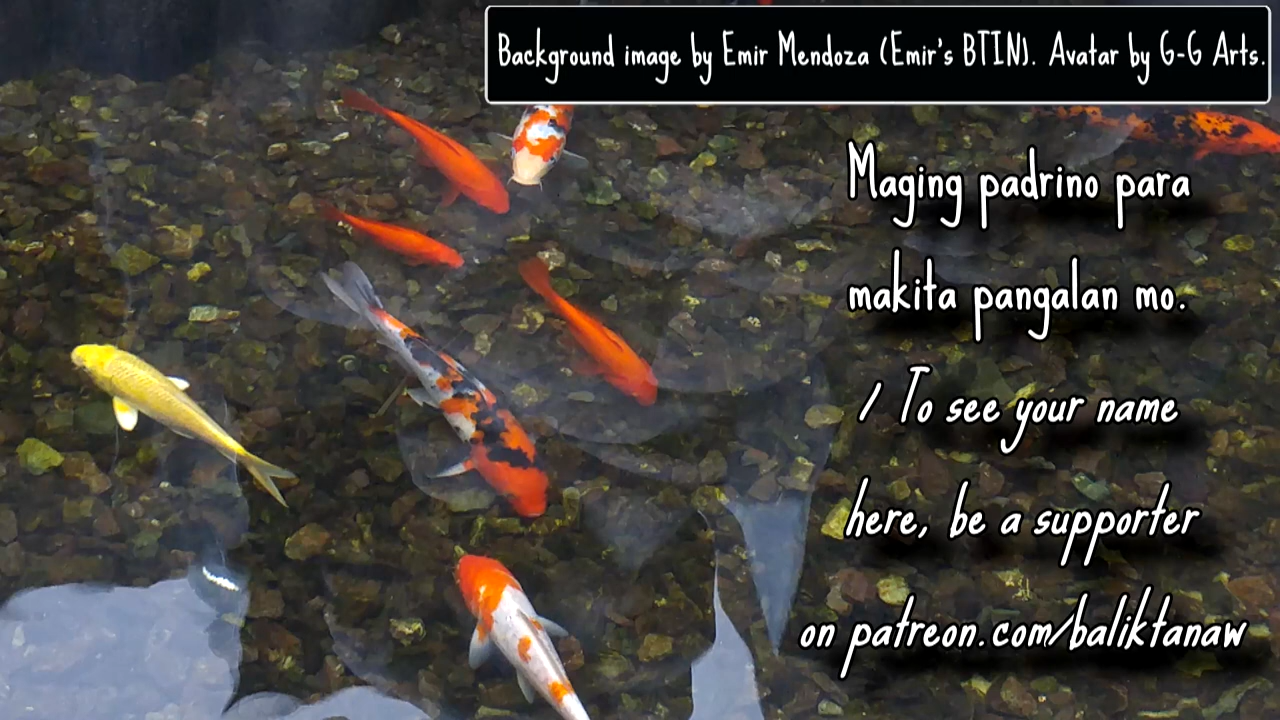 Background image by Emir Mendoza (Emir's BTIN). Avatar by G-G Arts.
Maging padrino para
makita pangalan mo.
/ To see your name
here, be a supporter
on patreon.com/baliktanaw